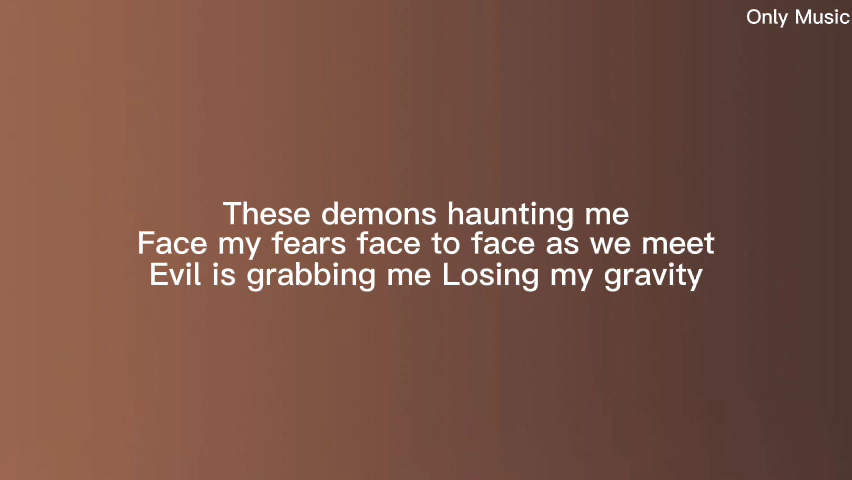 Only Music
These demons haunting me
Face my fears face to face as we meet
Evil is grabbing me Losing my gravity